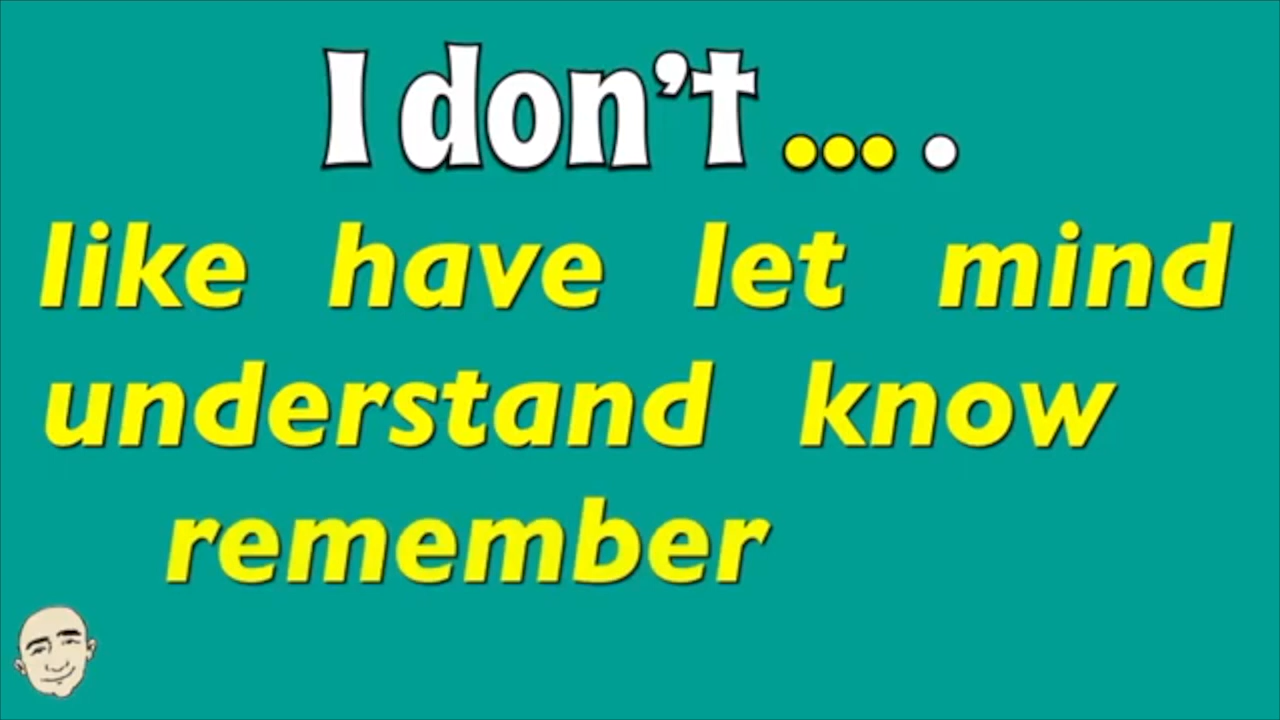 I don't... .
like have let mind
understand know
remember